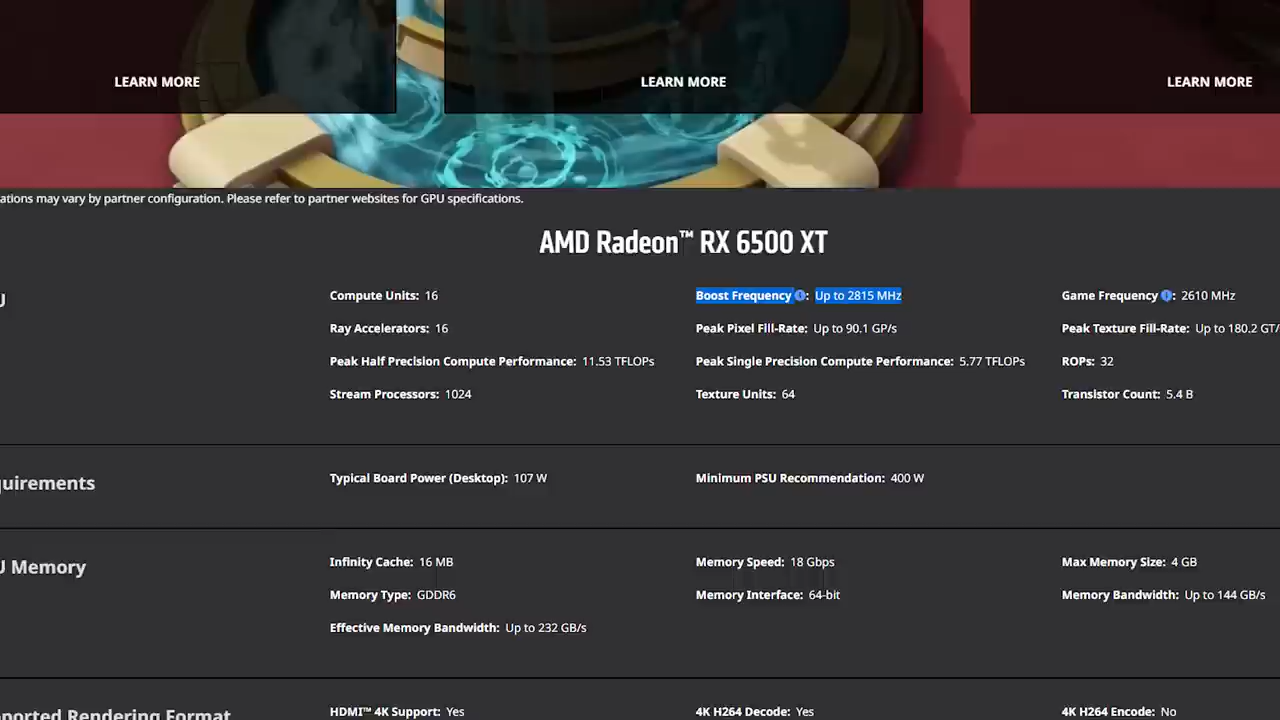 LEARN MORE LEARN MORE LEARN MORE
ations may vary by partner configuration. Please refer to partner websites for GPU specifications.
AMD Radeon™ RX 6500 XT
U Compute Units: 16 Boost Frequency : Up to 2815 MHz Game Frequency : 2610 MHz
Ray Accelerators: 16 Peak Pixel Fill-Rate: Up to 90.1 GP/s Peak Texture Fill-Rate: Up to 180.2 GT/
Peak Half Precision Compute Performance: 11.53 TFLOPs Peak Single Precision Compute Performance: 5.77 TFLOPs ROPs: 32
Stream Processors: 1024 Texture Units: 64 Transistor Count: 5.4 B
quirements Typical Board Power (Desktop): 107 W Minimum PSU Recommendation: 400 W
U Memory Infinity Cache: 16 MB Memory Speed: 18 Gbps Max Memory Size: 4 GB
Memory Type: GDDR6 Memory Interface: 64-bit Memory Bandwidth: Up to 144 GB/s
Effective Memory Bandwidth: Up to 232 GB/s
ported Rendering Format HDMI™ 4K Support: Yes 4K H264 Decode: Yes 4K H264 Encode: No